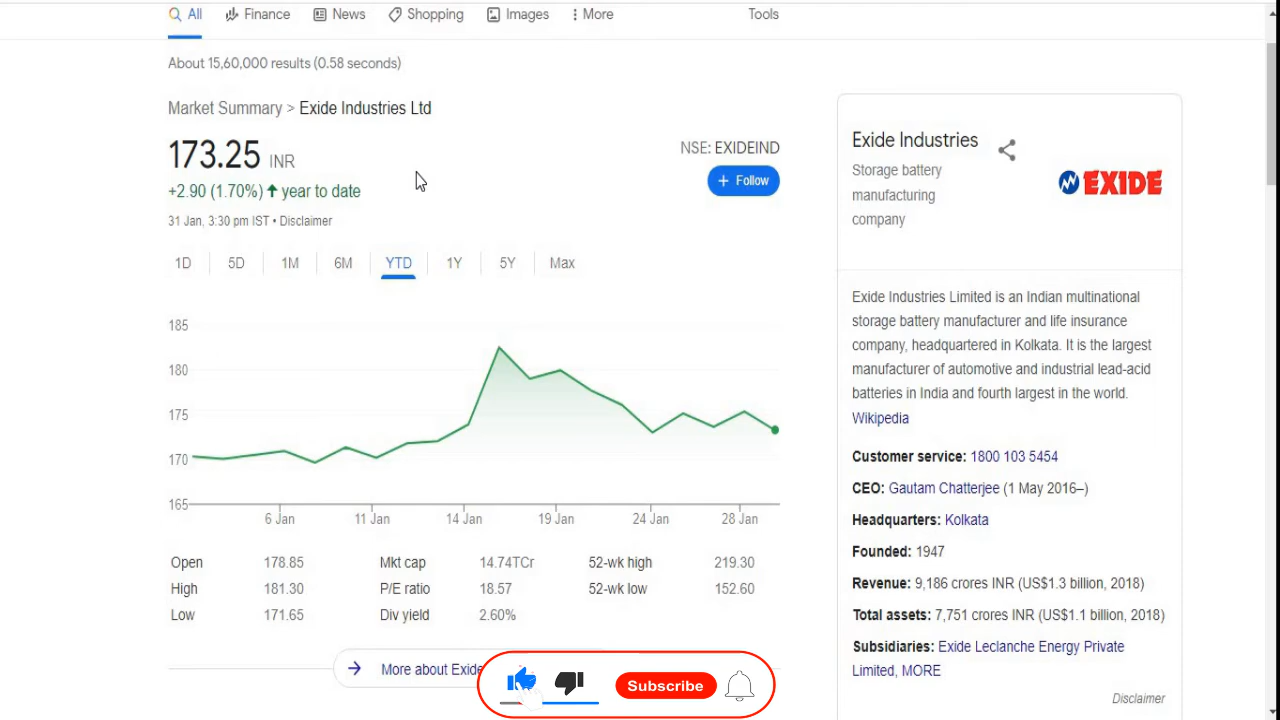 All Finance News Shopping Images More Tools
About 15,60,000 results (0.58 seconds)
Market Summary > Exide Industries Ltd
173.25 INR
NSE: EXIDEIND
+2.90 (1.70%) year to date
+ Follow
31 Jan, 3:30 pm IST • Disclaimer
1D 5D 1M 6M YTD 1Y 5Y Max
185
180
175
170
165
6 Jan 11 Jan 14 Jan 19 Jan 24 Jan 28 Jan
Open 178.85 Mkt cap 14.74TCr 52-wk high 219.30
High 181.30 P/E ratio 18.57 52-wk low 152.60
Low 171.65 Div yield 2.60%
More about Exide
Subscribe
Exide Industries
EXIDE
Storage battery
manufacturing
company
Exide Industries Limited is an Indian multinational
storage battery manufacturer and life insurance
company, headquartered in Kolkata. It is the largest
manufacturer of automotive and industrial lead-acid
batteries in India and fourth largest in the world.
Wikipedia
Customer service: 1800 103 5454
CEO: Gautam Chatterjee (1 May 2016–)
Headquarters: Kolkata
Founded: 1947
Revenue: 9,186 crores INR (US$1.3 billion, 2018)
Total assets: 7,751 crores INR (US$1.1 billion, 2018)
Subsidiaries: Exide Leclanche Energy Private
Limited, MORE
Disclaimer